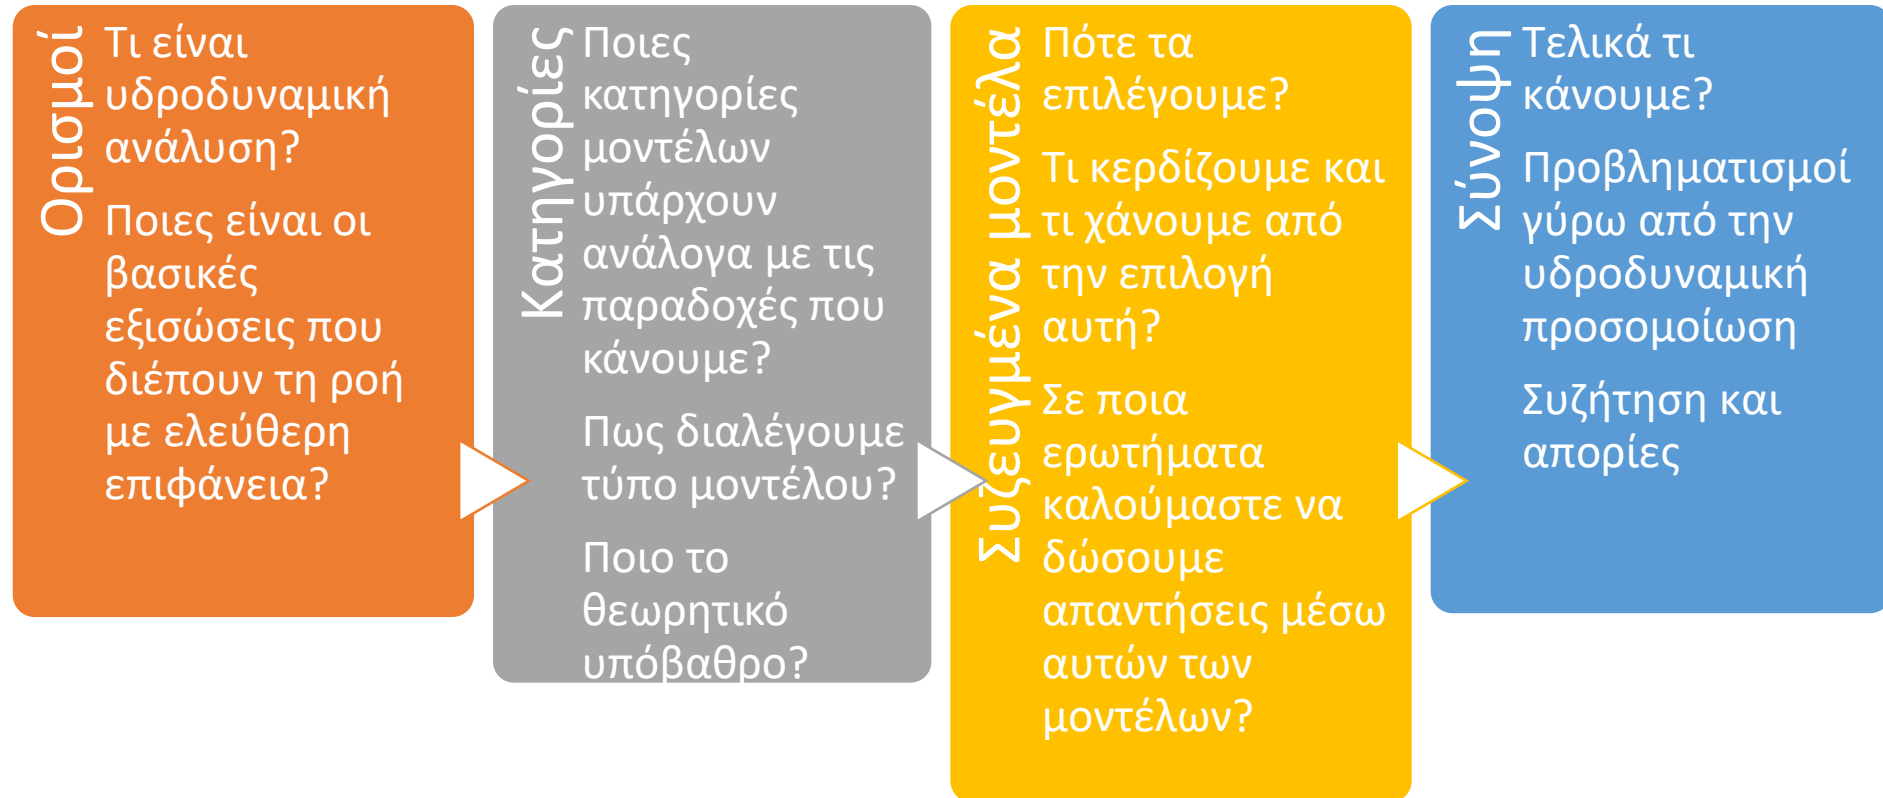 Ορισμοί
Τι είναι
υδροδυναμική
ανάλυση?
Ποιες είναι οι
βασικές
εξισώσεις που
διέπουν τη ροή
με ελεύθερη
επιφάνεια?
Κατηγορίες
Ποιες
κατηγορίες
μοντέλων
υπάρχουν
ανάλογα με τις
παραδοχές που
κάνουμε?
Πως διαλέγουμε
τύπο μοντέλου?
Ποιο το
θεωρητικό
υπόβαθρο?
Συζευγμένα μοντέλα
Πότε τα
επιλέγουμε?
Τι κερδίζουμε και
τι χάνουμε από
την επιλογή
αυτή?
Σε ποια
ερωτήματα
καλούμαστε να
δώσουμε
απαντήσεις μέσω
αυτών των
μοντέλων?
Σύνοψη
Τελικά τι
κάνουμε?
Προβληματισμοί
γύρω από την
υδροδυναμική
προσομοίωση
Συζήτηση και
απορίες